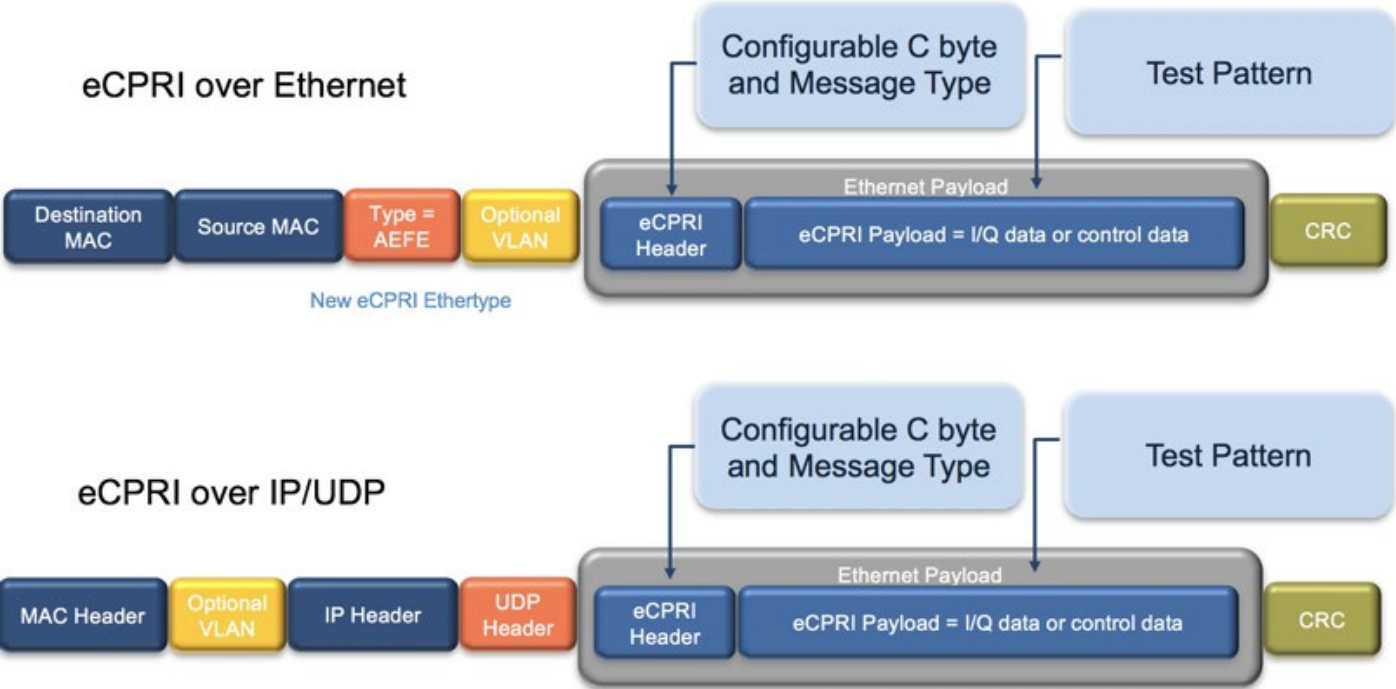 Configurable C byte
and Message Type
Test Pattern
eCPRI over Ethernet
Ethernet Payload
Destination
MAC
Source MAC
Type =
AEFE
Optional
VLAN
eCPRI
Header
eCPRI Payload = I/Q data or control data
CRC
New eCPRI Ethertype
Configurable C byte
and Message Type
Test Pattern
eCPRI over IP/UDP
Ethernet Payload
MAC Header
Optional
VLAN
IP Header
UDP
Header
eCPRI
Header
eCPRI Payload = I/Q data or control data
CRC